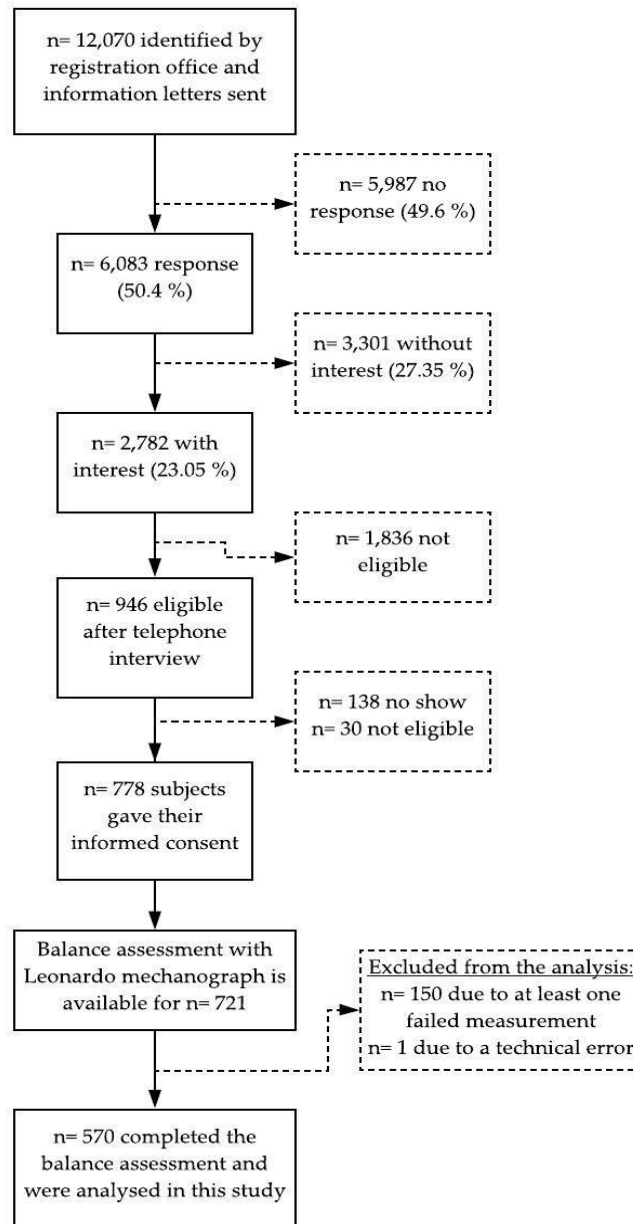 n= 12,070 identified by
registration office and
information letters sent
n= 5,987 no
response (49.6 %)
n= 6,083 response
(50.4 %)
n= 3,301 without
interest (27.35 %)
n= 2,782 with
interest (23.05 %)
n= 1,836 not
eligible
n= 946 eligible
after telephone
interview
n= 138 no show
n= 30 not eligible
n= 778 subjects
gave their
informed consent
Balance assessment with
Leonardo mechanograph is
available for n= 721
Excluded from the analysis:
n= 150 due to at least one
failed measurement
n= 1 due to a technical error
n= 570 completed the
balance assessment and
were analysed in this study